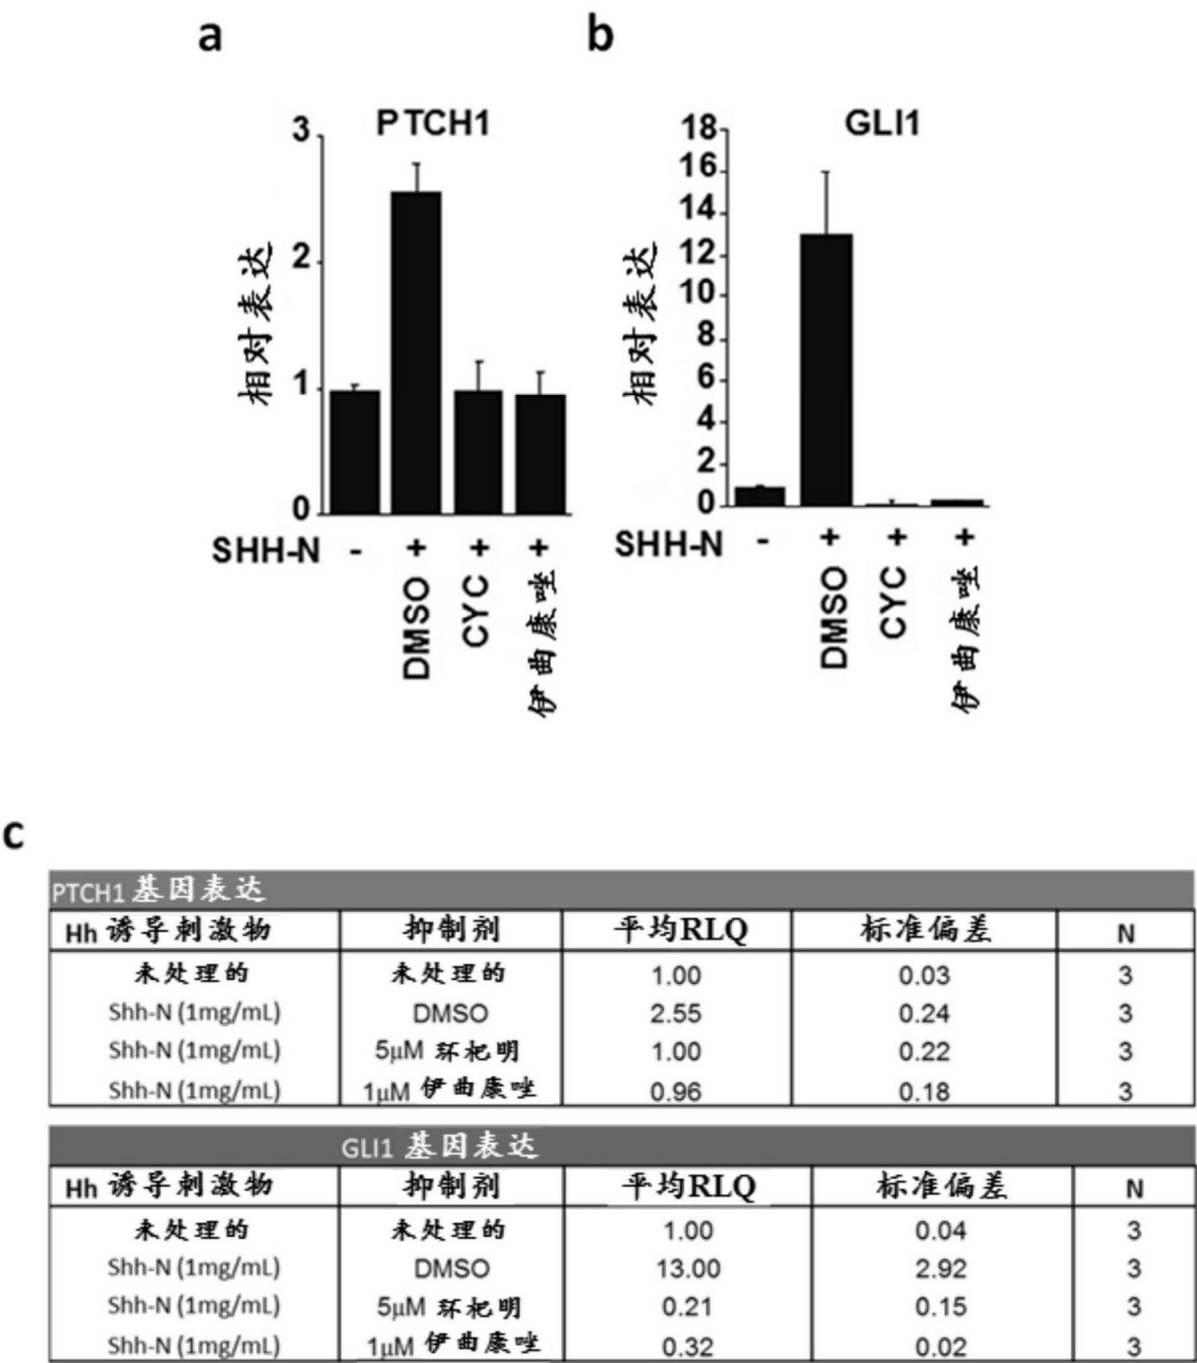 a
b
PTCH1
3
2
1
0
相对表达
SHH-N - + + +
DMSO
CYC
伊曲康唑
GLI1
18
16
14
12
10
8
6
4
2
0
相对表达
SHH-N - + + +
DMSO
CYC
伊曲康唑
c
PTCH1 基因表达
Hh 诱导刺激物 抑制剂 平均RLQ 标准偏差 N
未处理的 未处理的 1.00 0.03 3
Shh-N (1mg/mL) DMSO 2.55 0.24 3
Shh-N (1mg/mL) 5μM 环杷明 1.00 0.22 3
Shh-N (1mg/mL) 1μM 伊曲康唑 0.96 0.18 3
GLI1 基因表达
Hh 诱导刺激物 抑制剂 平均RLQ 标准偏差 N
未处理的 未处理的 1.00 0.04 3
Shh-N (1mg/mL) DMSO 13.00 2.92 3
Shh-N (1mg/mL) 5μM 环杷明 0.21 0.15 3
Shh-N (1mg/mL) 1μM 伊曲康唑 0.32 0.02 3